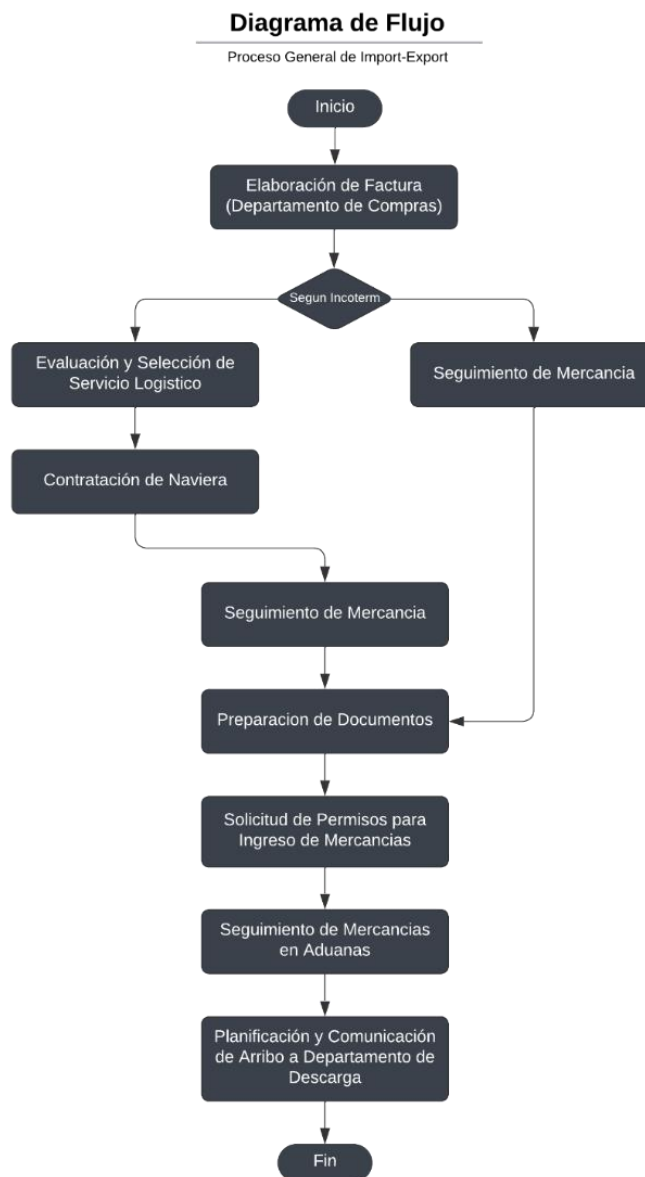 Diagrama de Flujo
Proceso General de Import-Export
Inicio
Elaboración de Factura
(Departamento de Compras)
Segun Incoterm
Evaluación y Selección de
Servicio Logistico
Seguimiento de Mercancia
Contratación de Naviera
Seguimiento de Mercancia
Preparacion de Documentos
Solicitud de Permisos para
Ingreso de Mercancias
Seguimiento de Mercancias
en Aduanas
Planificación y Comunicación
de Arribo a Departamento de
Descarga
Fin